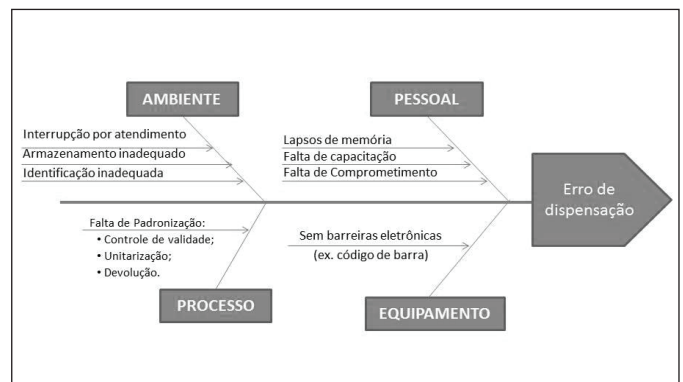 AMBIENTE
PESSOAL
Interrupção por atendimento
Armazenamento inadequado
Identificação inadequada
Lapsos de memória
Falta de capacitação
Falta de Comprometimento
Erro de
dispensação
Falta de Padronização:
• Controle de validade;
• Unitarização;
• Devolução.
Sem barreiras eletrônicas
(ex. código de barra)
PROCESSO
EQUIPAMENTO